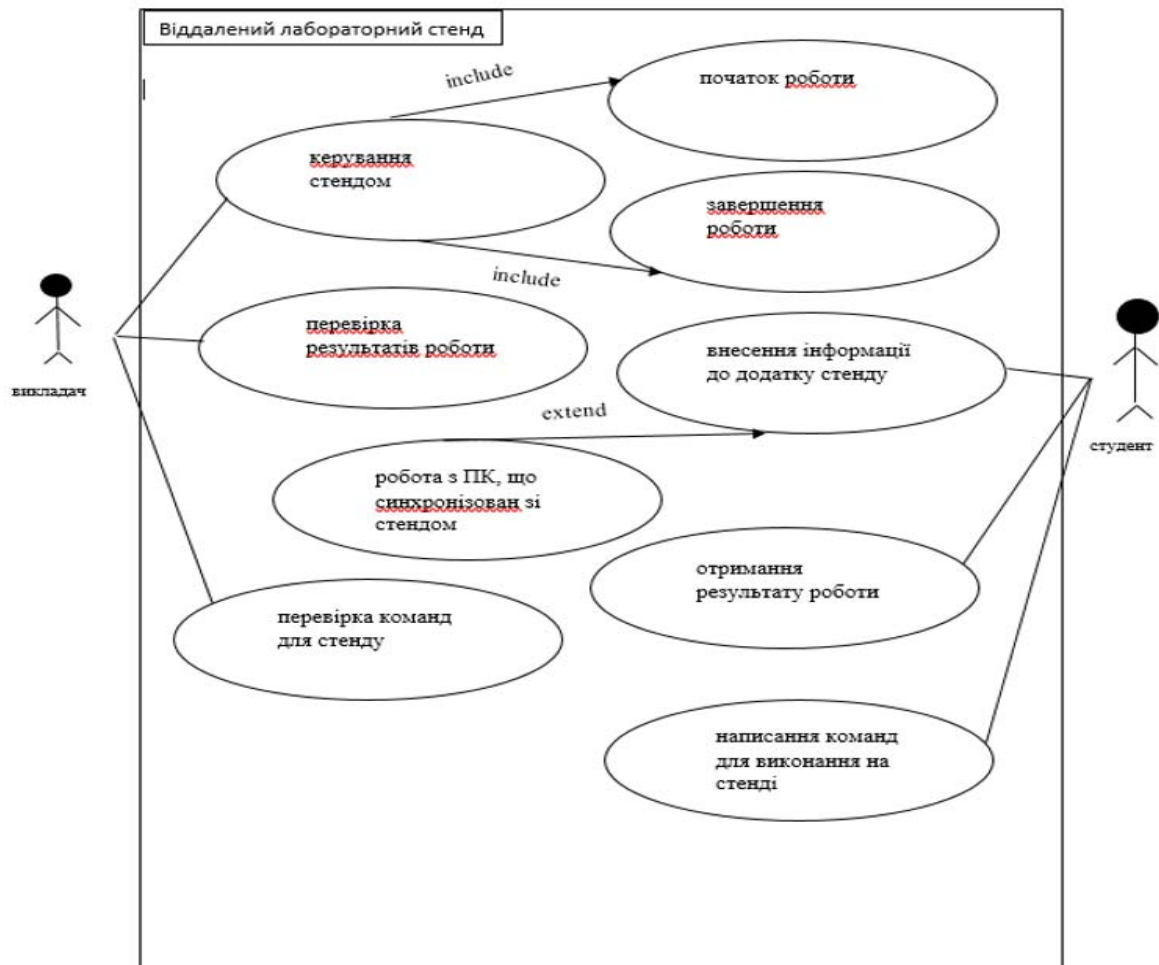 Віддалений лабораторний стенд
include
початок роботи
керування
стендом
завершення
роботи
include
перевірка
результатів роботи
внесення інформації
до додатку стенду
викладач
extend
студент
робота з ПК, що
синхронізован зі
стендом
отримання
результату роботи
перевірка команд
для стенду
написання команд
для виконання на
стенді